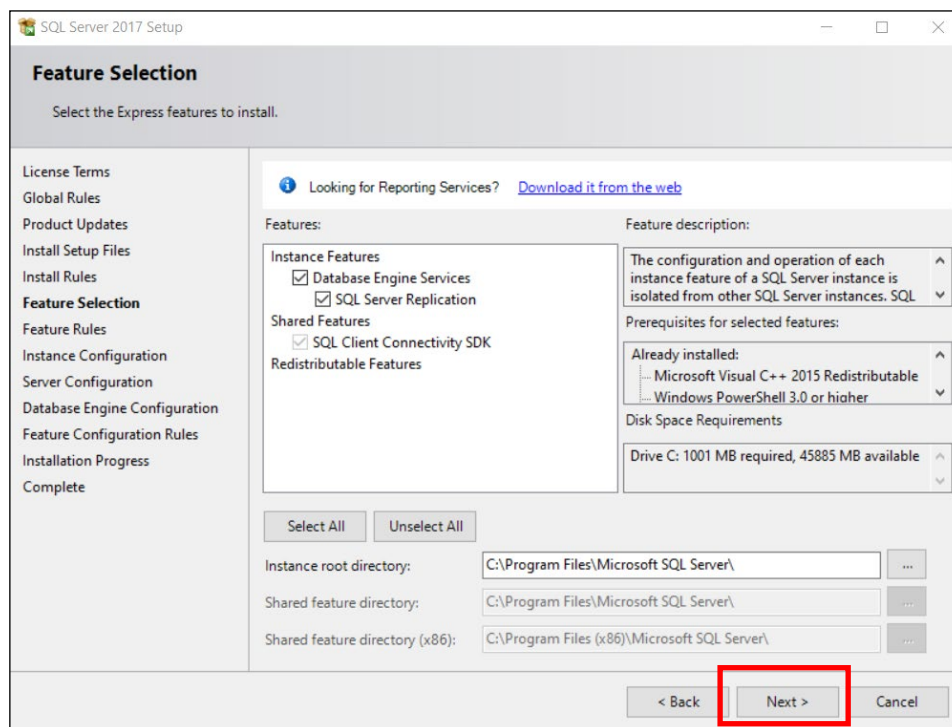 SQL Server 2017 Setup
Feature Selection
Select the Express features to install.
License Terms
Global Rules
Product Updates
Install Setup Files
Install Rules
Feature Selection
Feature Rules
Instance Configuration
Server Configuration
Database Engine Configuration
Feature Configuration Rules
Installation Progress
Complete
Looking for Reporting Services? Download it from the web
Features:
Instance Features
Database Engine Services
SQL Server Replication
Shared Features
SQL Client Connectivity SDK
Redistributable Features
Feature description:
The configuration and operation of each
instance feature of a SQL Server instance is
isolated from other SQL Server instances. SQL
Prerequisites for selected features:
Already installed:
Microsoft Visual C++ 2015 Redistributable
Windows PowerShell 3.0 or higher
Disk Space Requirements
Drive C: 1001 MB required, 45885 MB available
Select All
Unselect All
Instance root directory: C:\Program Files\Microsoft SQL Server\ ...
Shared feature directory: C:\Program Files\Microsoft SQL Server\ ...
Shared feature directory (x86): C:\Program Files (x86)\Microsoft SQL Server\ ...
< Back
Next >
Cancel